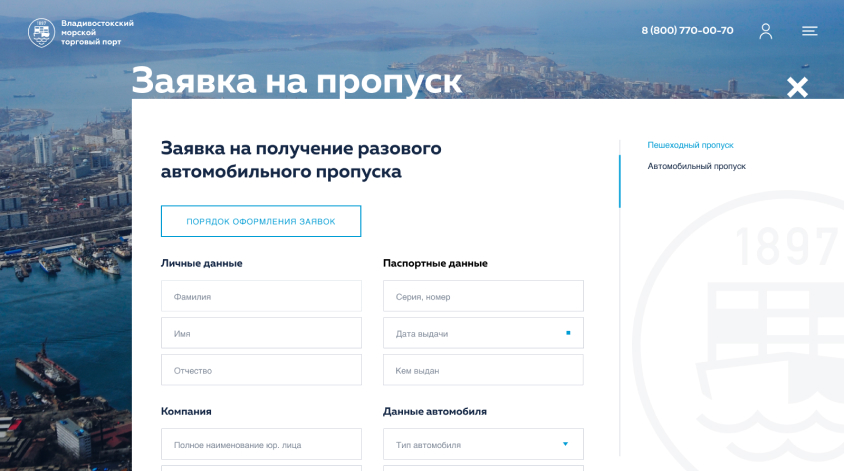 1897
Владивостокский
морской
торговый порт
8 (800) 770-00-70
Заявка на пропуск
Заявка на получение разового
автомобильного пропуска
ПОРЯДОК ОФОРМЛЕНИЯ ЗАЯВОК
Личные данные
Фамилия
Имя
Отчество
Паспортные данные
Серия, номер
Дата выдачи
Кем выдан
Компания
Полное наименование юр. лица
Данные автомобиля
Тип автомобиля
Пешеходный пропуск
Автомобильный пропуск
1897